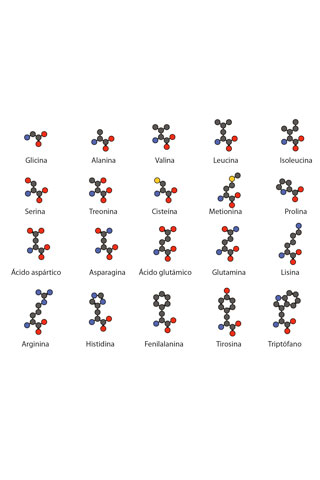 Glicina Alanina Valina Leucina Isoleucina
Serina Treonina Cisteína Metionina Prolina
Ácido aspártico Asparagina Ácido glutámico Glutamina Lisina
Arginina Histidina Fenilalanina Tirosina Triptófano